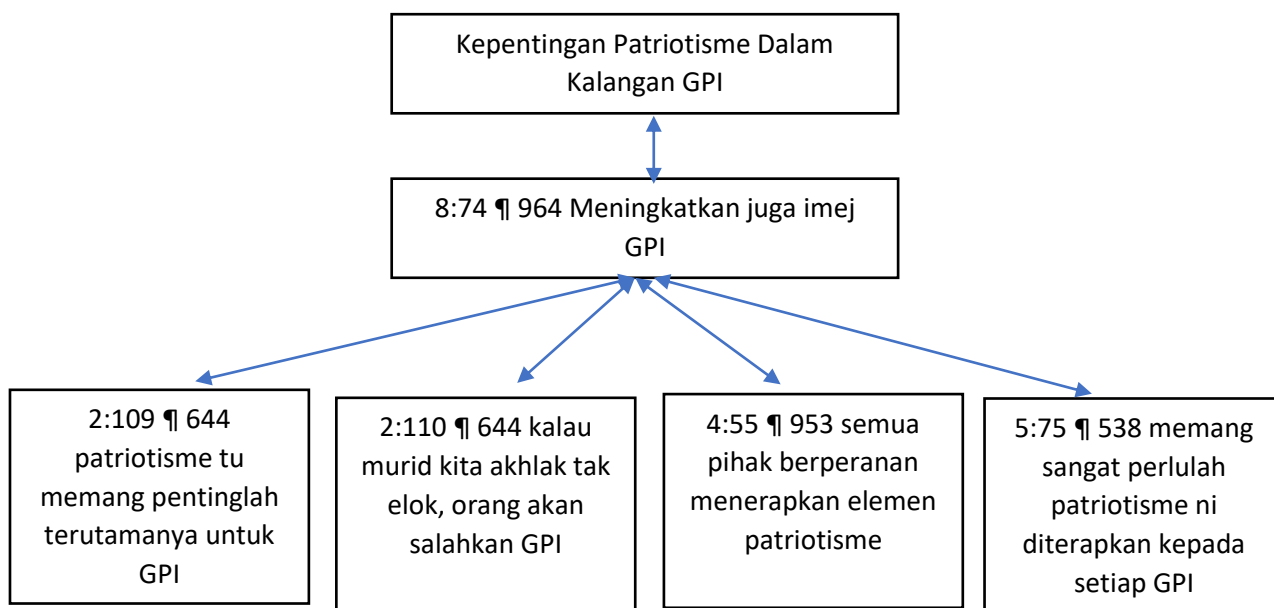 Kepentingan Patriotisme Dalam
Kalangan GPI
8:74 ¶ 964 Meningkatkan juga imej
GPI
2:109 ¶ 644
patriotisme tu
memang pentinglah
terutamanya untuk
GPI
2:110 ¶ 644 kalau
murid kita akhlak tak
elok, orang akan
salahkan GPI
4:55 ¶ 953 semua
pihak berperanan
menerapkan elemen
patriotisme
5:75 ¶ 538 memang
sangat perlulah
patriotisme ni
diterapkan kepada
setiap GPI